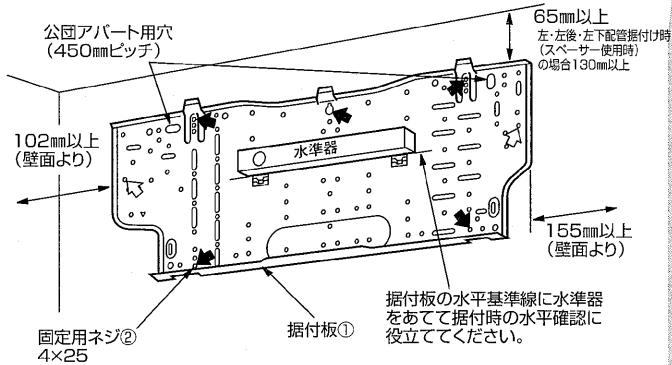 公団アパート用穴
(450mmピッチ)
65mm以上
左・左後・左下配管据付け時
(スペーサー使用時)
の場合130mm以上
102mm以上
(壁面より)
水準器
155mm以上
(壁面より)
据付板の水平基準線に水準器
をあてて据付時の水平確認に
役立ててください。
固定用ネジ②
4×25
据付板①